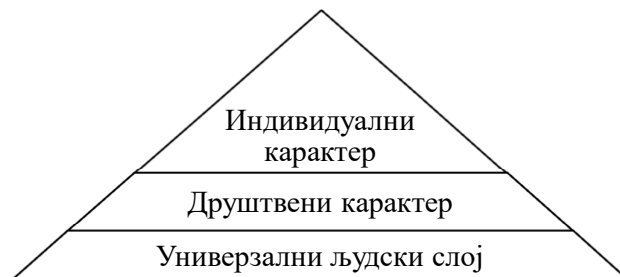 Индивидуални
карактер
Друштвени карактер
Универзални људски слој